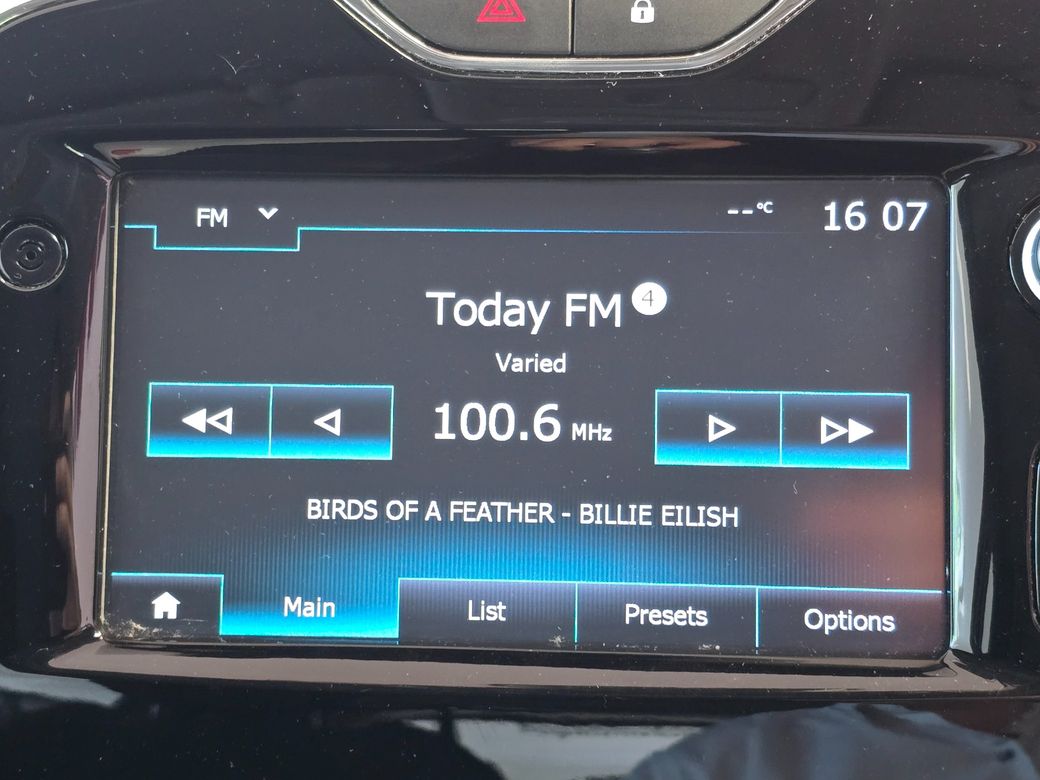 FM
--°C
16 07
Today FM 4
Varied
100.6 MHz
BIRDS OF A FEATHER - BILLIE EILISH
Main
List
Presets
Options